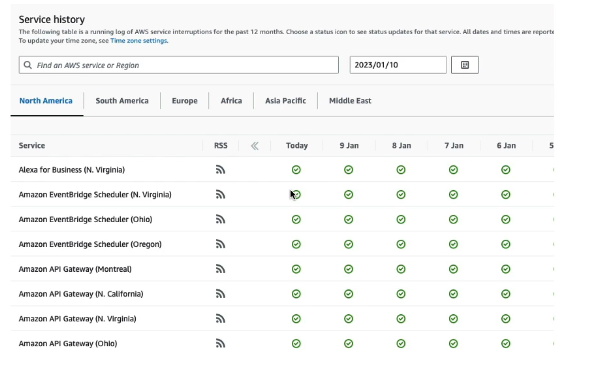 Service history
The following table is a running log of AWS service interruptions for the past 12 months. Choose a status icon to see status updates for that service. All dates and times are reporte
To update your time zone, see Time zone settings.
Find an AWS service or Region
2023/01/10
North America South America Europe Africa Asia Pacific Middle East
Service RSS Today 9 Jan 8 Jan 7 Jan 6 Jan 5
Alexa for Business (N. Virginia)
Amazon EventBridge Scheduler (N. Virginia)
Amazon EventBridge Scheduler (Ohio)
Amazon EventBridge Scheduler (Oregon)
Amazon API Gateway (Montreal)
Amazon API Gateway (N. California)
Amazon API Gateway (N. Virginia)
Amazon API Gateway (Ohio)